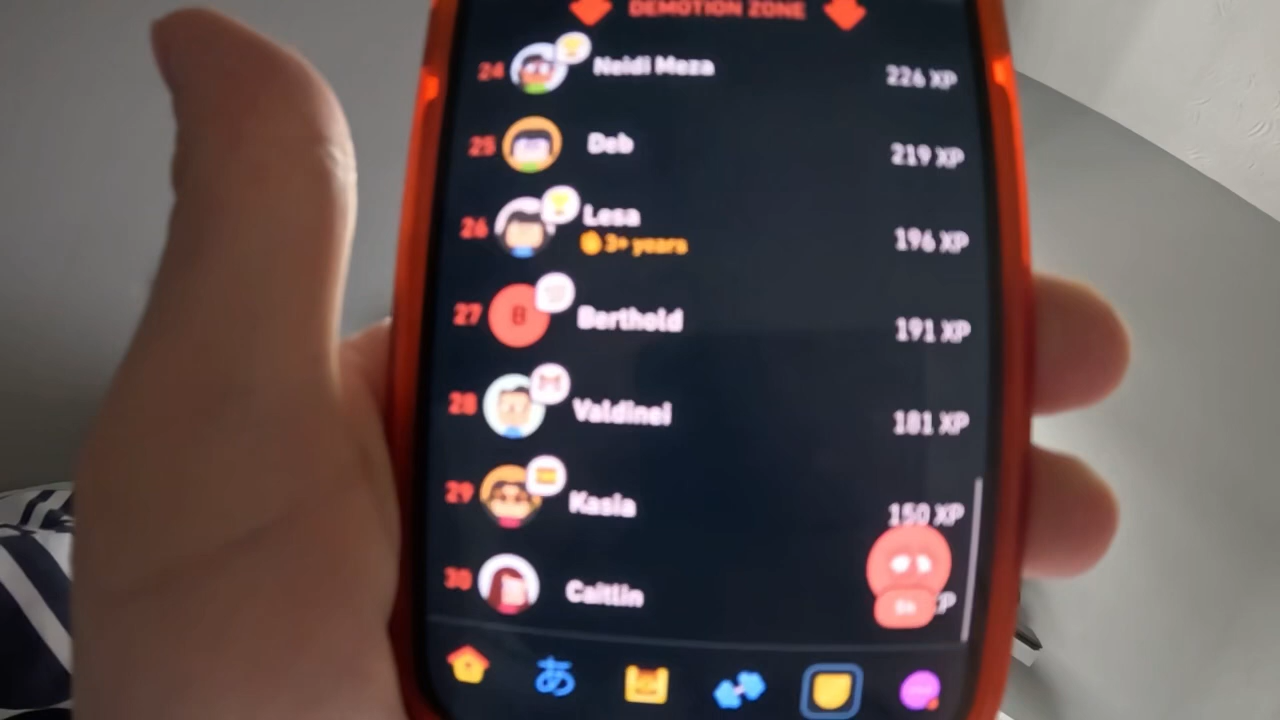 DEMOTION ZONE
24 Neidi Meza 226 XP
25 Deb 219 XP
26 Lesa 196 XP
3+ years
27 B Berthold 191 XP
28 Valdinei 181 XP
29 Kasia 150 XP
30 Caitlin XP
あ